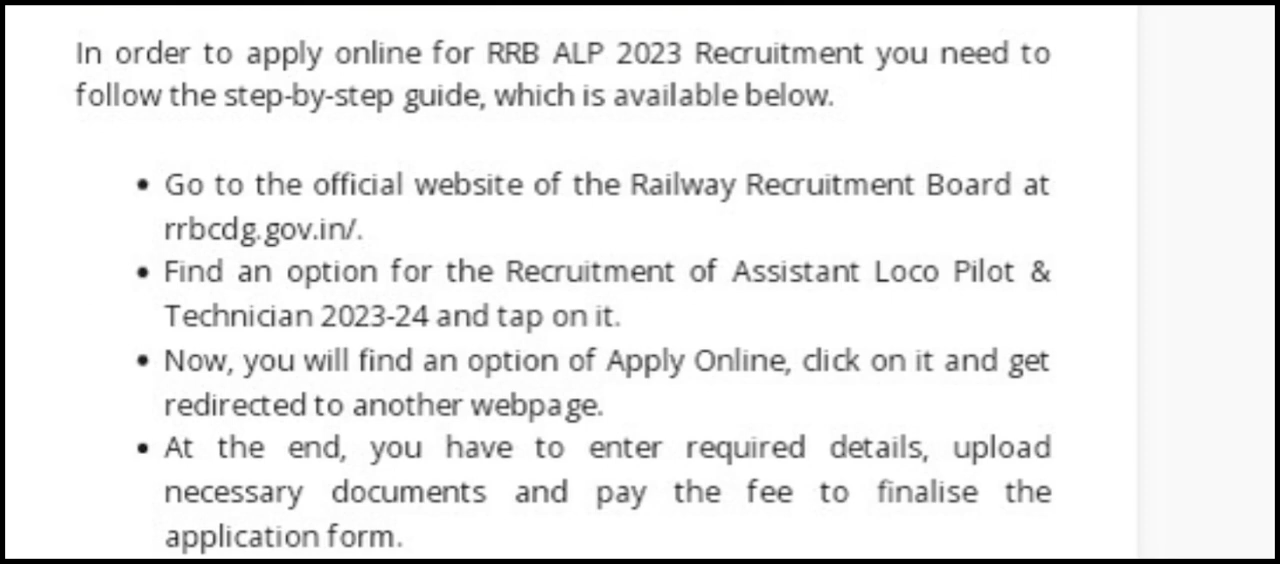 In order to apply online for RRB ALP 2023 Recruitment you need to
follow the step-by-step guide, which is available below.
• Go to the official website of the Railway Recruitment Board at
rrbcdg.gov.in/.
• Find an option for the Recruitment of Assistant Loco Pilot &
Technician 2023-24 and tap on it.
• Now, you will find an option of Apply Online, click on it and get
redirected to another webpage.
• At the end, you have to enter required details, upload
necessary documents and pay the fee to finalise the
application form.